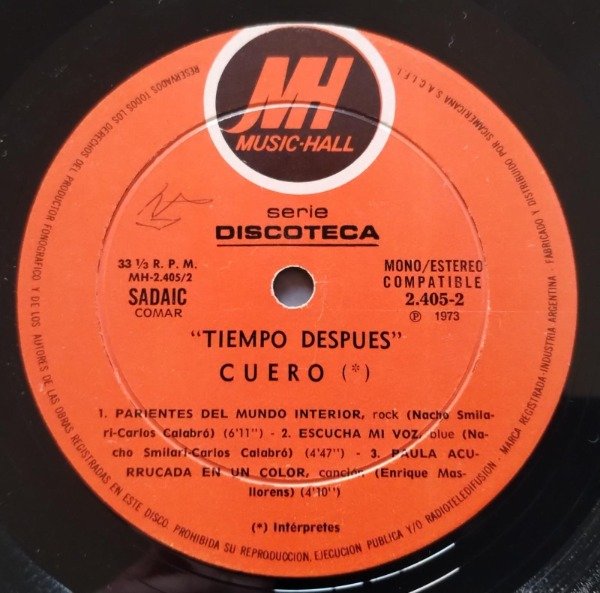 MH
MUSIC-HALL
serie
DISCOTECA
33 ⅓ R. P. M.
MH-2.405/2
SADAIC
COMAR
MONO/ESTEREO
COMPATIBLE
2.405-2
Ⓟ 1973
"TIEMPO DESPUES"
CUERO (*)
1. PARIENTES DEL MUNDO INTERIOR, rock (Nacho Smila-
ri-Carlos Calabró) (6'11") - 2. ESCUCHA MI VOZ, blue (Na-
cho Smilari-Carlos Calabró) (4'47") - 3. PAULA ACU-
RRUCADA EN UN COLOR, canción, (Enrique Mas-
llorens) (4'10")
(*) Intérpretes
RESERVADOS TODOS LOS DERECHOS DEL PRODUCTOR FONOGRAFICO Y DE LOS AUTORES DE LAS OBRAS REGISTRADAS EN ESTE DISCO. PROHIBIDA SU REPRODUCCION, EJECUCION PUBLICA Y/O RADIOTELEDIFUSION - MARCA REGISTRADA - INDUSTRIA ARGENTINA - FABRICADO Y DISTRIBUIDO POR SICAMERICANA S.A.C.I.F.I.